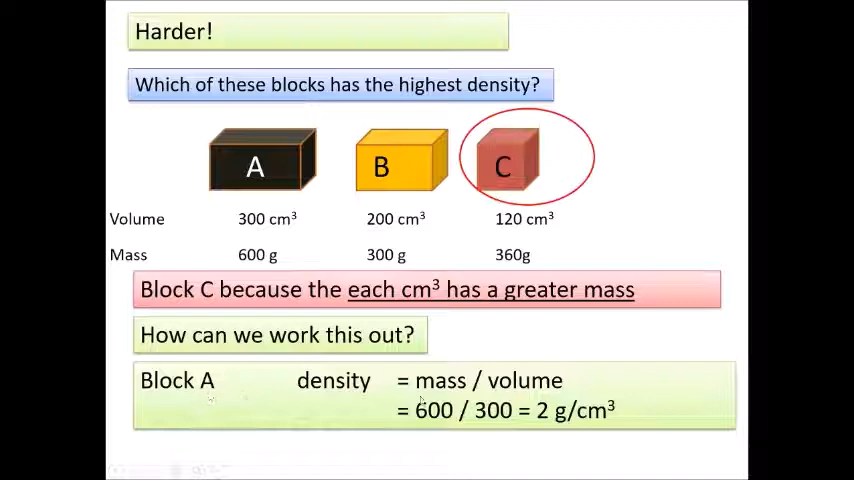 Harder!
Which of these blocks has the highest density?
A B C
Volume 300 cm³ 200 cm³ 120 cm³
Mass 600 g 300 g 360g
Block C because the each cm³ has a greater mass
How can we work this out?
Block A density = mass / volume
= 600 / 300 = 2 g/cm³